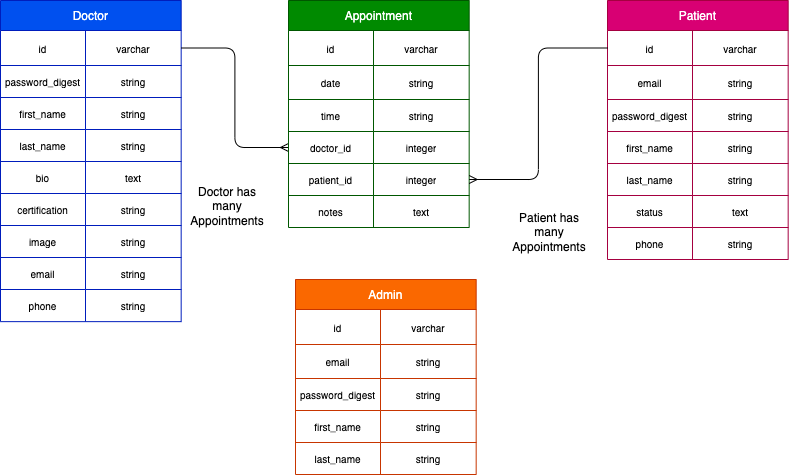 Doctor
id varchar
password_digest string
first_name string
last_name string
bio text
certification string
image string
email string
phone string
Doctor has
many
Appointments
Appointment
id varchar
date string
time string
doctor_id integer
patient_id integer
notes text
Patient has
many
Appointments
Patient
id varchar
email string
password_digest string
first_name string
last_name string
status text
phone string
Admin
id varchar
email string
password_digest string
first_name string
last_name string